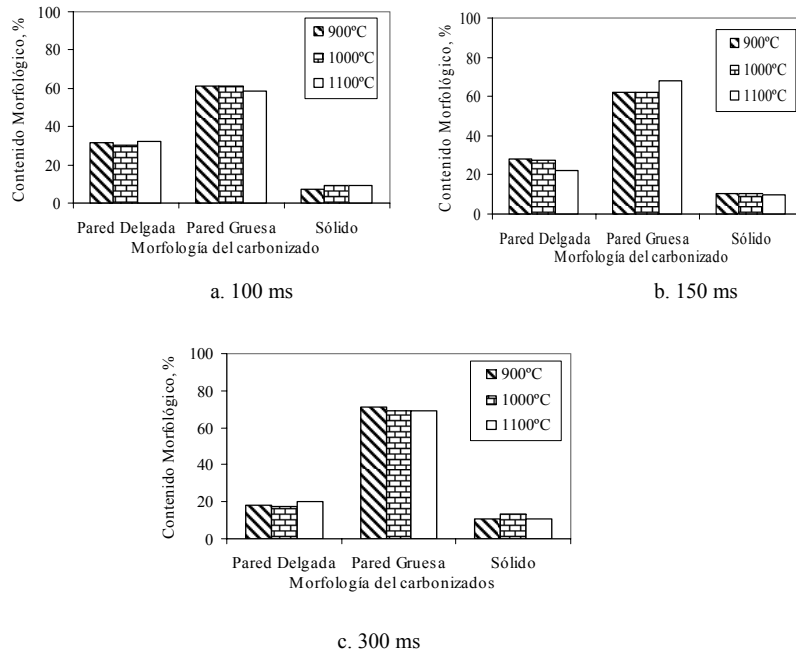 Contenido Morfológico, %
100
80
60
40
20
0
900ºC
1000ºC
1100ºC
Pared Delgada Pared Gruesa Sólido
Morfología del carbonizado
a. 100 ms
Contenido Morfológico, %
100
80
60
40
20
0
900ºC
1000ºC
1100ºC
Pared Delgada Pared Gruesa Sólido
Morfología del carbonizado
b. 150 ms
Contenido Morfológico, %
100
80
60
40
20
0
900ºC
1000ºC
1100ºC
Pared Delgada Pared Gruesa Sólido
Morfología del carbonizados
c. 300 ms